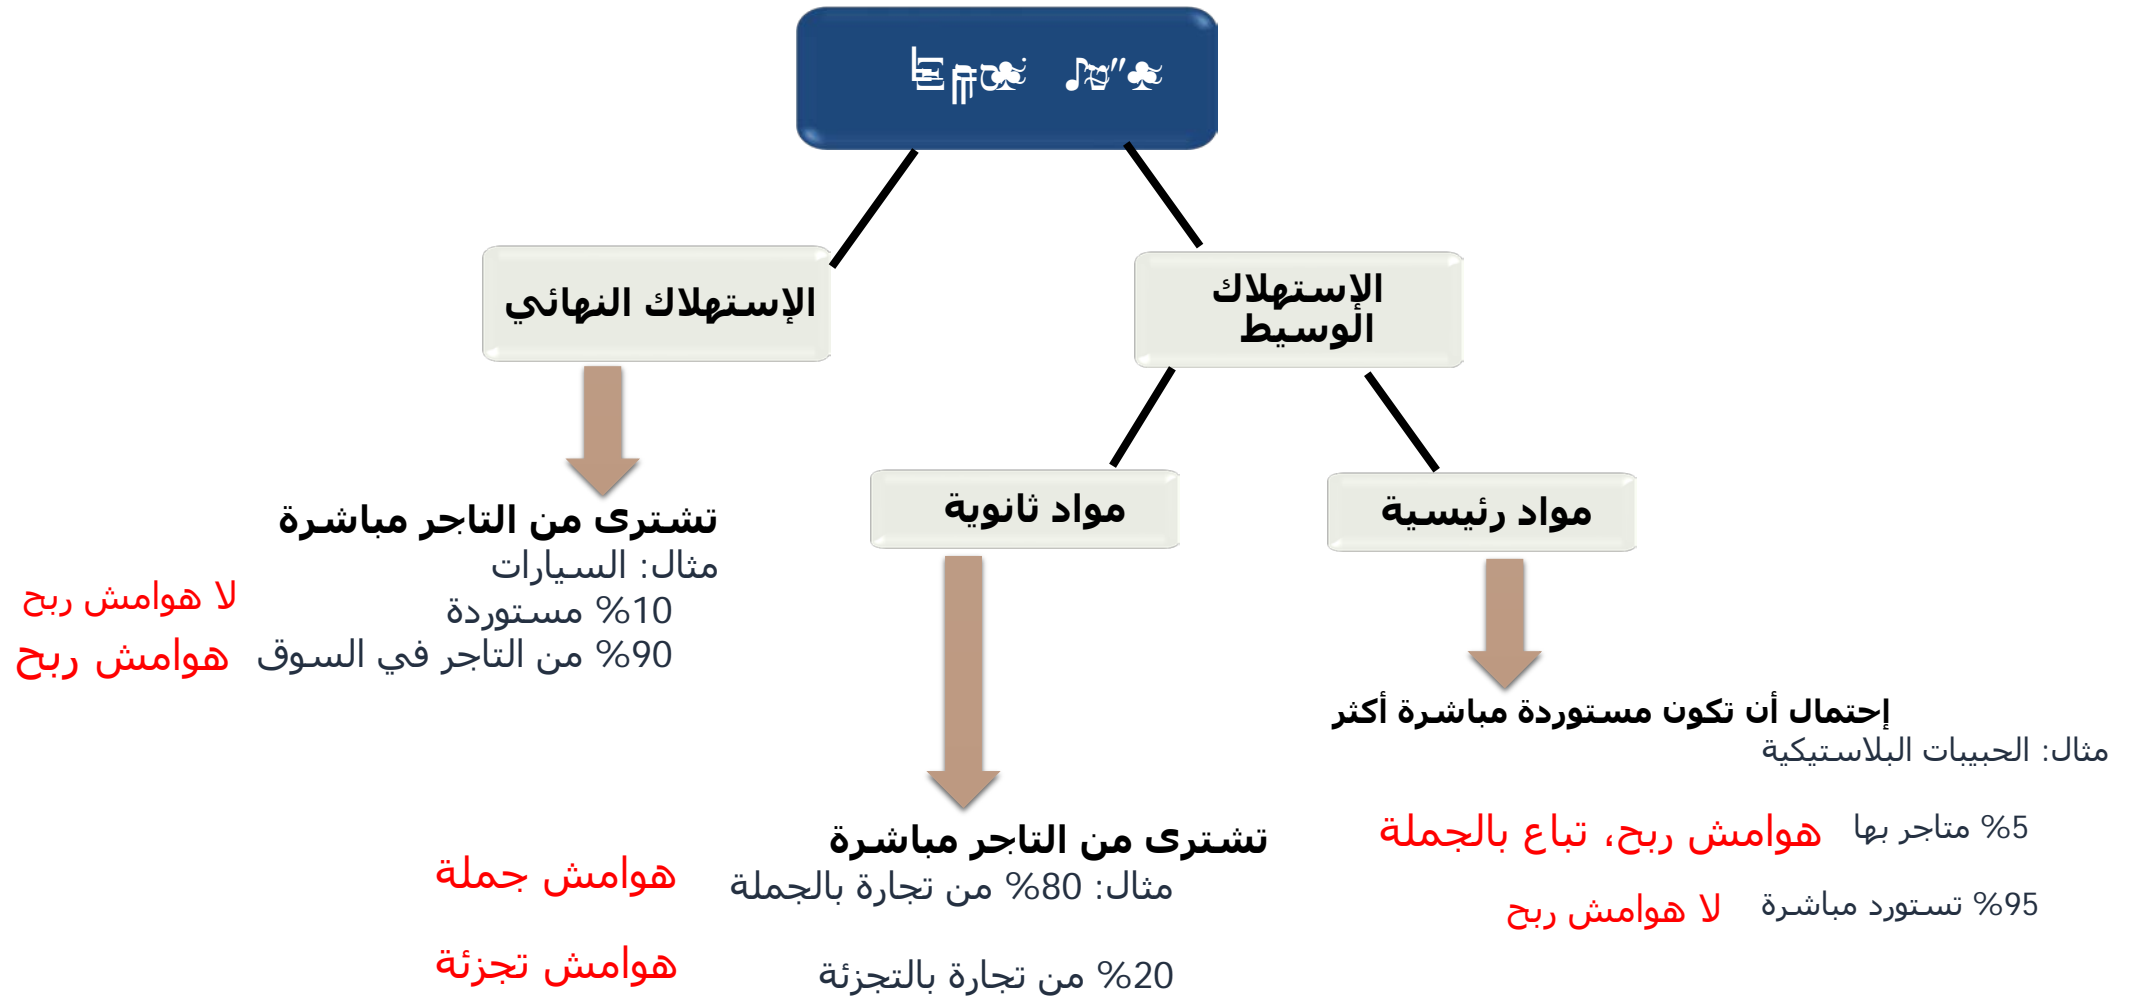 الإستهلاك
الوسيط
الإستهلاك النهائي
مواد رئيسية
مواد ثانوية
إحتمال أن تكون مستوردة مباشرة أكثر
مثال: الحبيبات البلاستيكية
%5 متاجر بها هوامش ربح، تباع بالجملة
%95 تستورد مباشرة لا هوامش ربح
تشترى من التاجر مباشرة
مثال: 80% من تجارة بالجملة هوامش جملة
%20 من تجارة بالتجزئة هوامش تجزئة
تشترى من التاجر مباشرة
مثال: السيارات
%10 مستوردة لا هوامش ربح
%90 من التاجر في السوق هوامش ربح